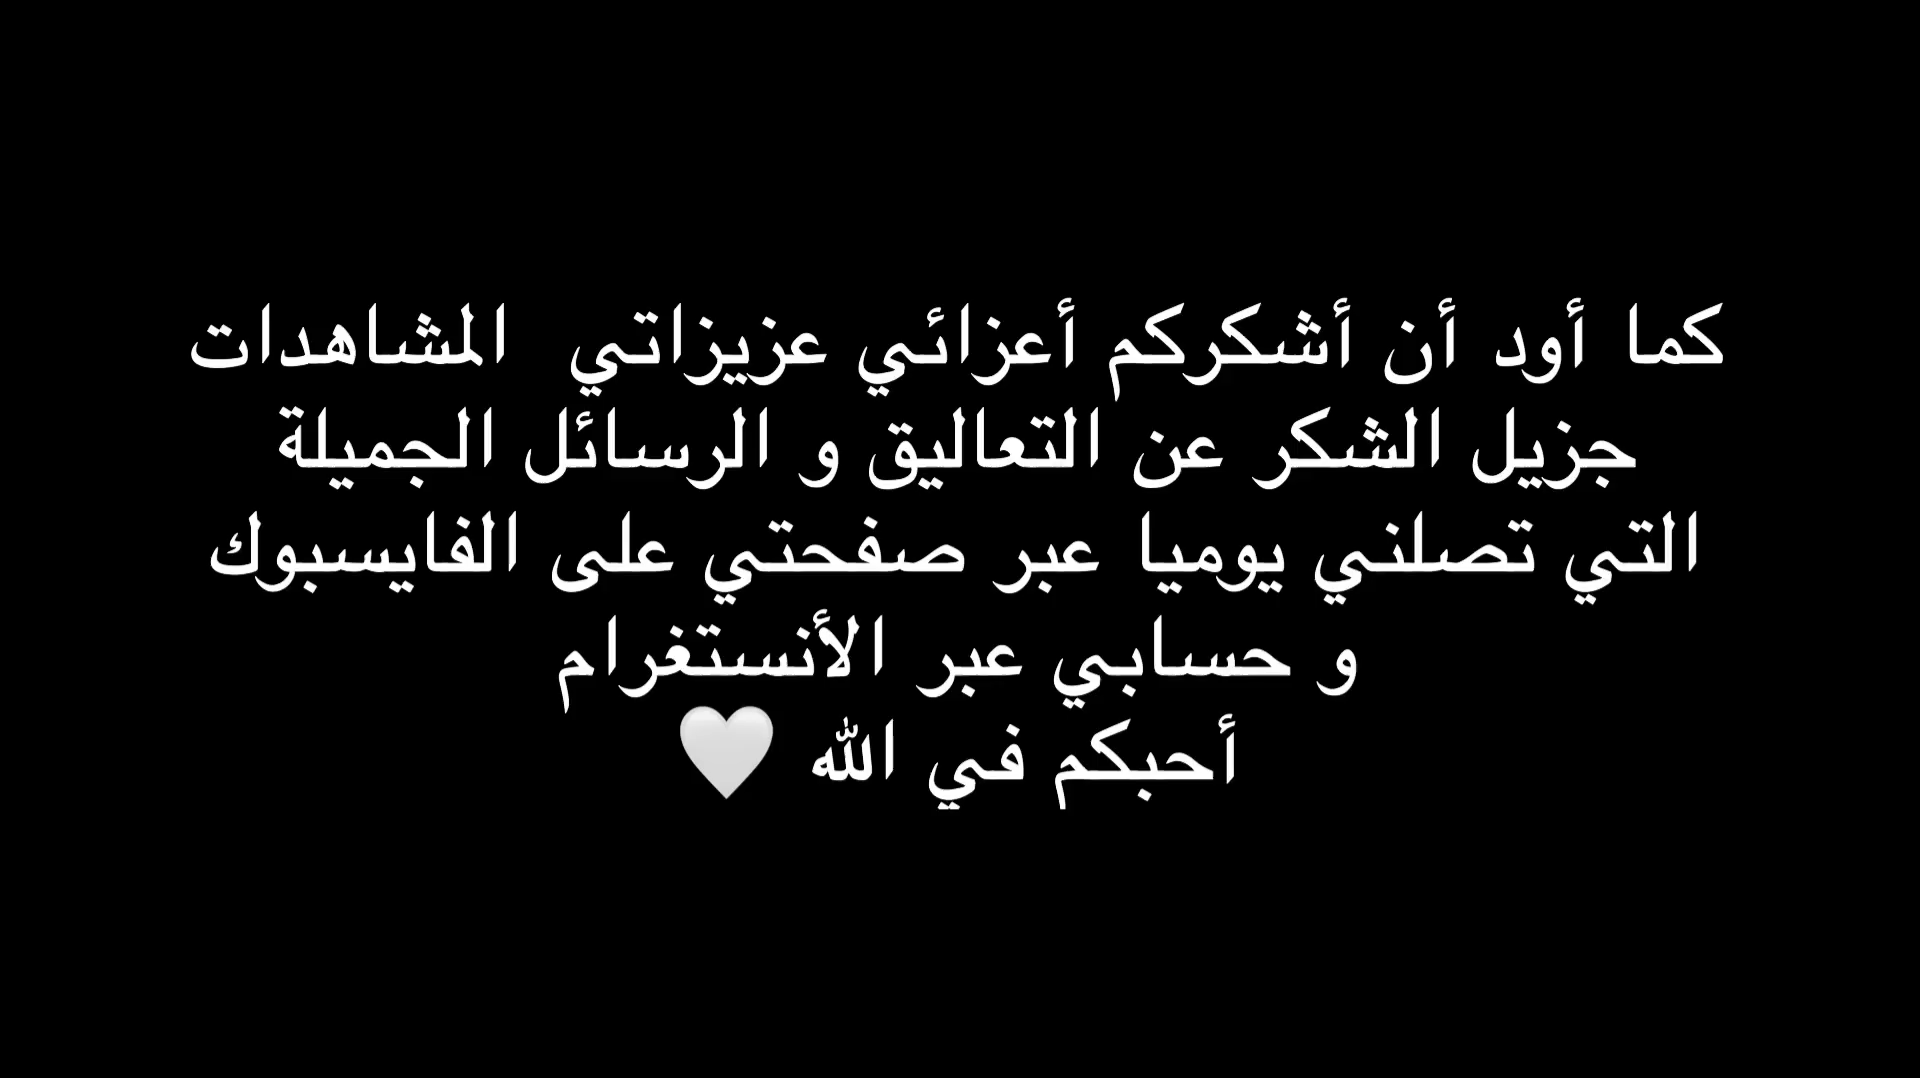 كما أود أن أشكركم أعزائي عزيزاتي المشاهدات
جزيل الشكر عن التعاليق و الرسائل الجميلة
التي تصلني يوميا عبر صفحتي على الفايسبوك
و حسابي عبر الأنستغرام
أحبكم في الله 🤍